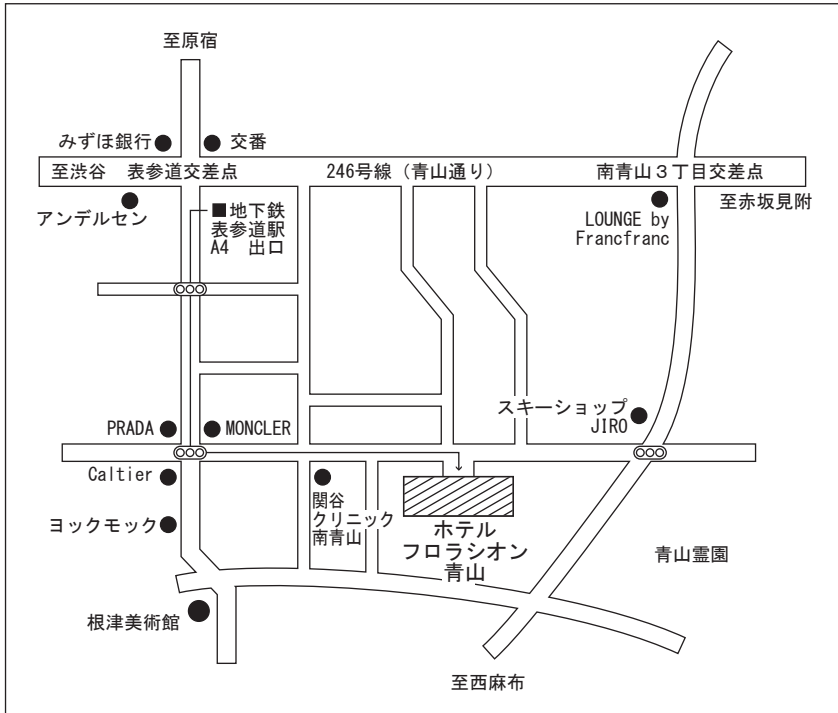 至原宿
みずほ銀行
交番
至渋谷 表参道交差点
246号線（青山通り）
南青山３丁目交差点
至赤坂見附
アンデルセン
■地下鉄
表参道駅
A4 出口
LOUNGE by
Francfranc
PRADA
MONCLER
スキーショップ
JIRO
Caltier
ヨックモック
関谷
クリニック
南青山
ホテル
フロラシオン
青山
青山霊園
根津美術館
至西麻布